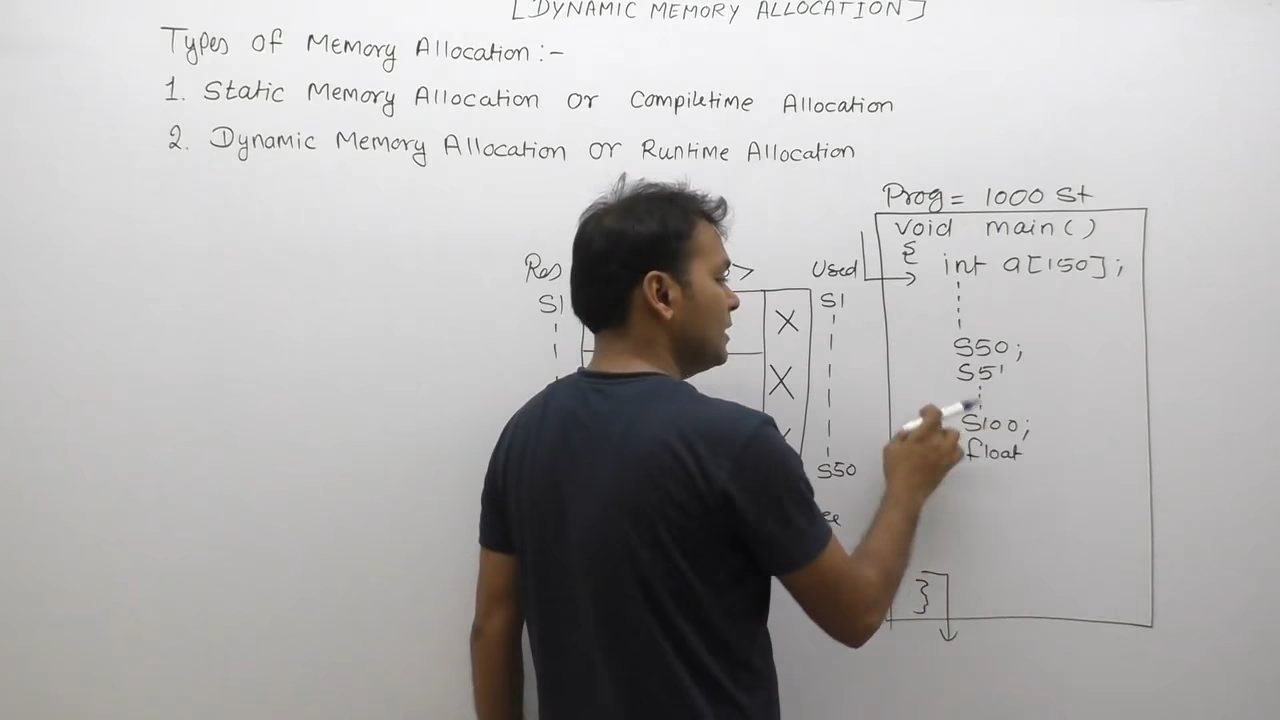 [DYNAMIC MEMORY ALLOCATION]
Types Of Memory Allocation :-
1. Static Memory Allocation or Compiletime Allocation
2. Dynamic Memory Allocation or Runtime Allocation
Prog = 1000 St
void main()
{ int a[150];
S50;
S51
S100;
float
}
Res
>
Used
S1
X
S1
X
S50